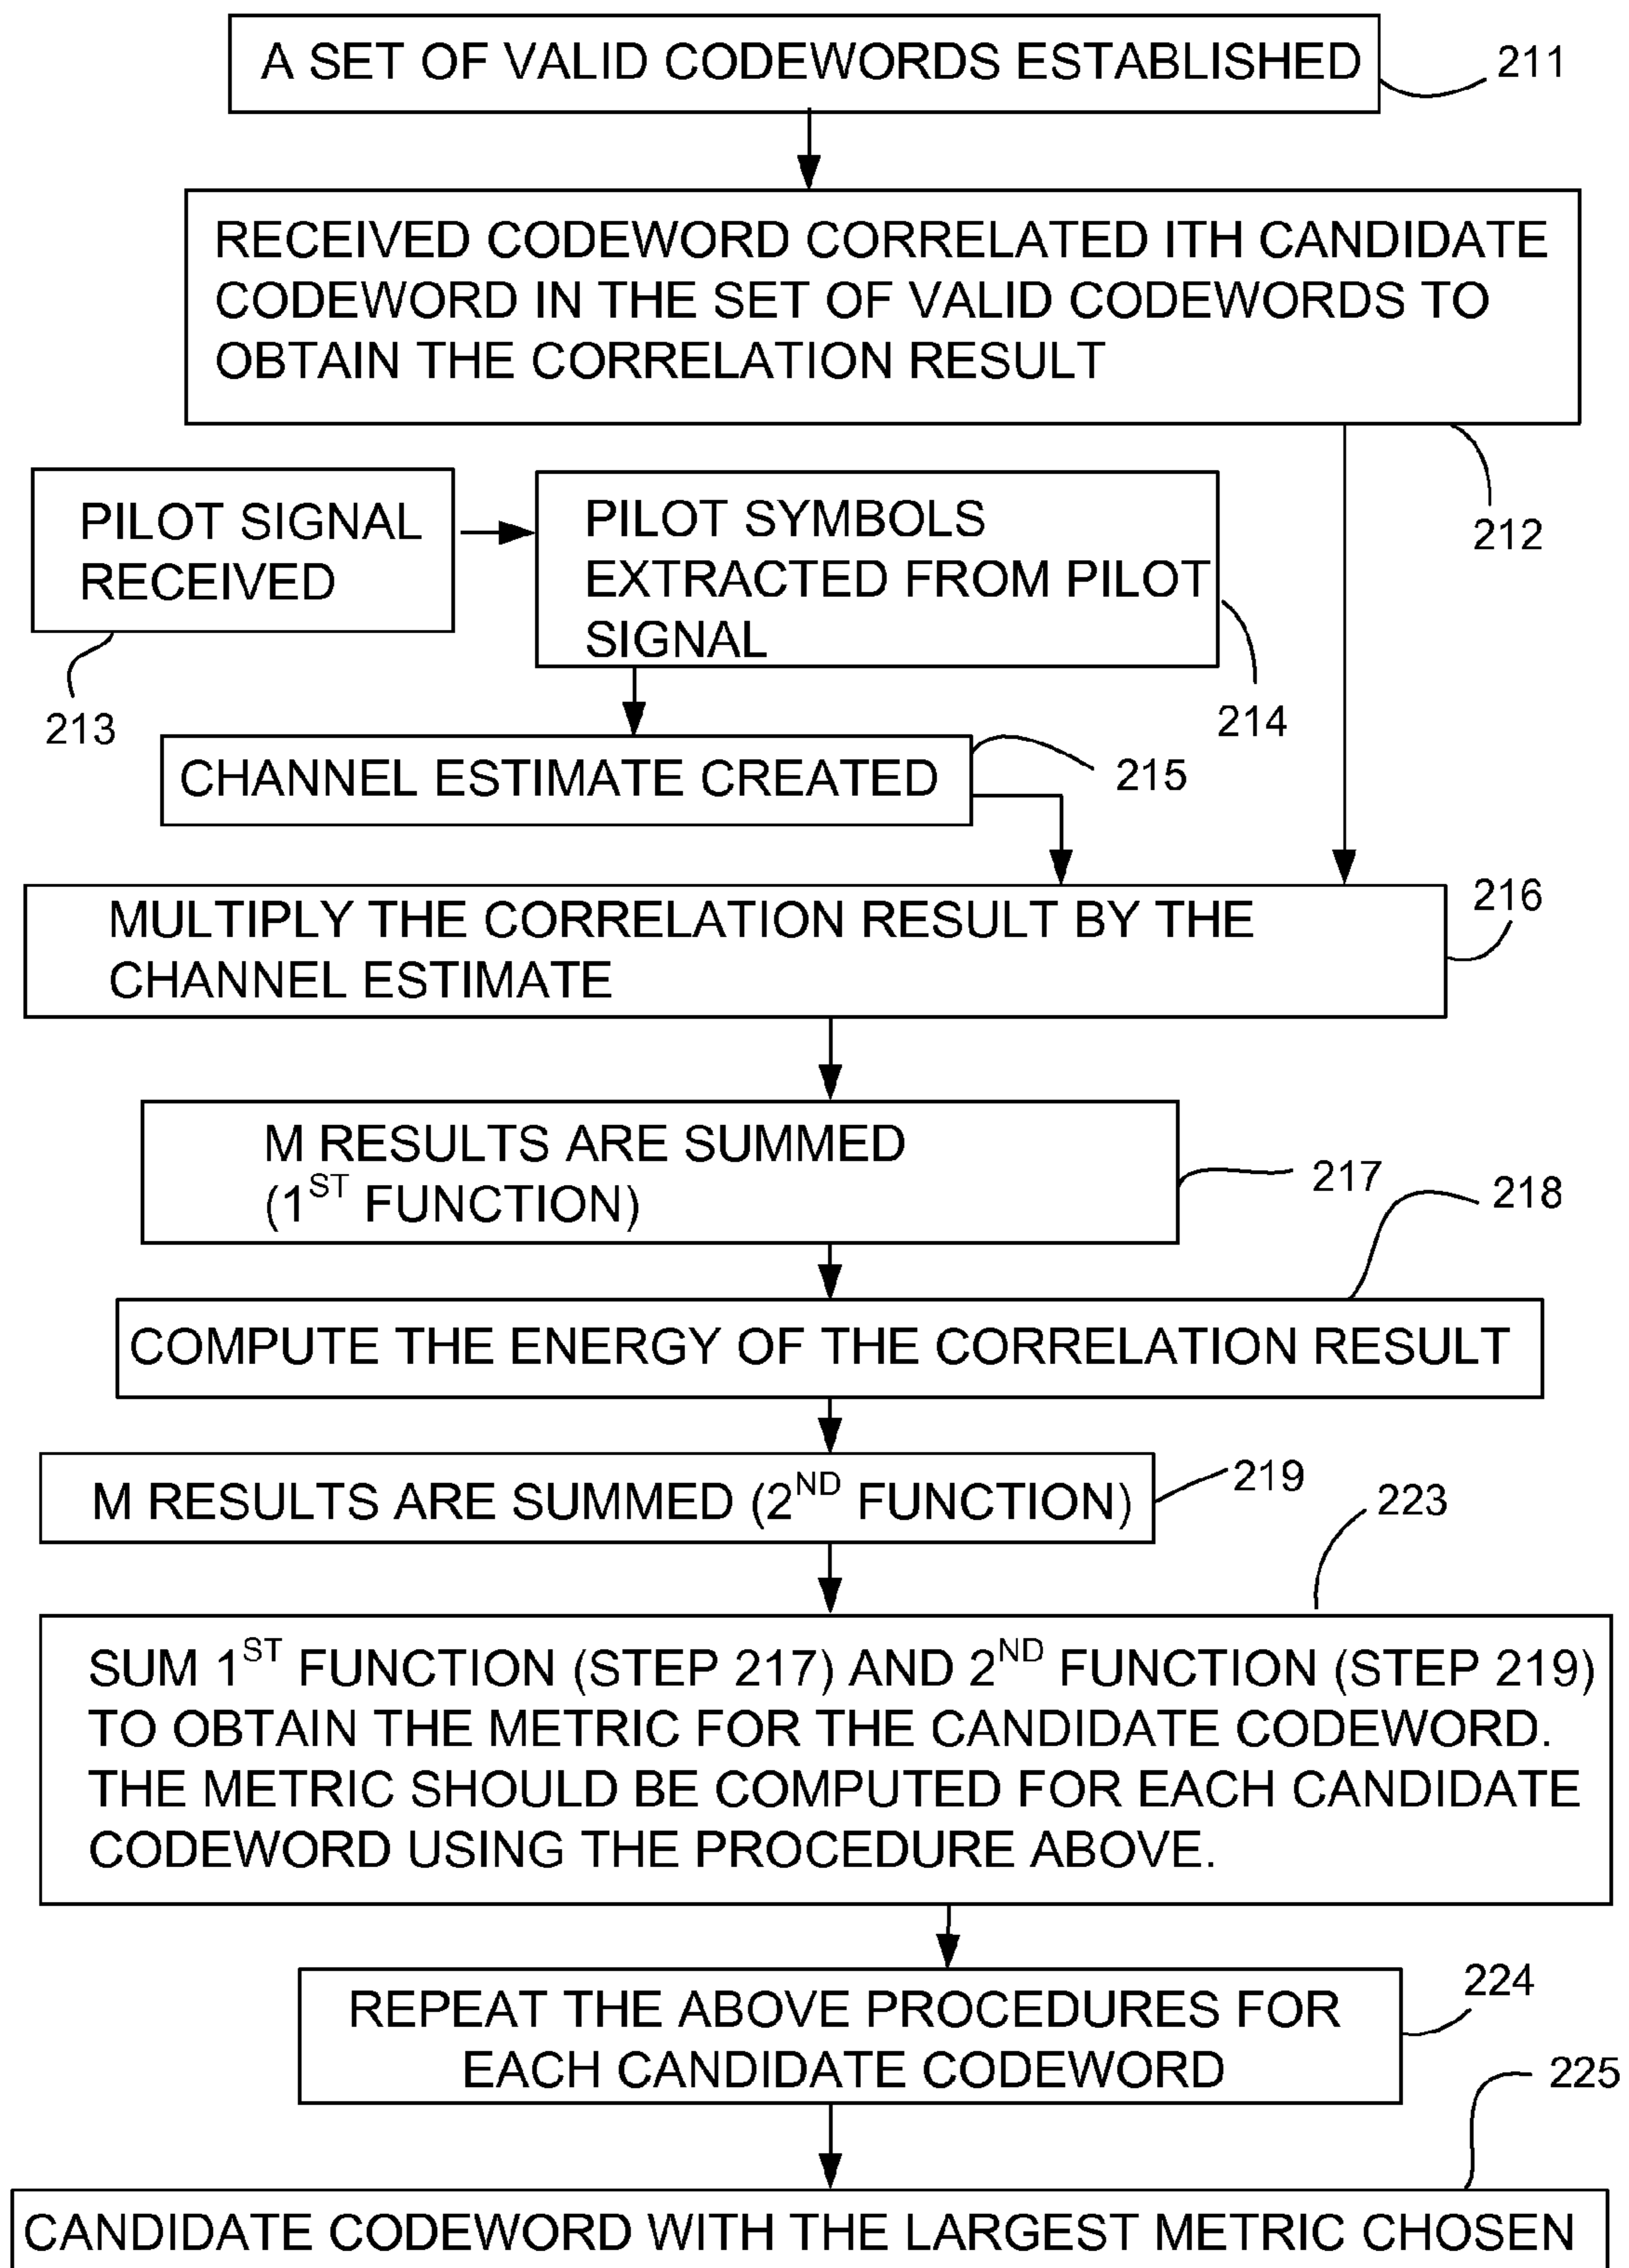 A SET OF VALID CODEWORDS ESTABLISHED
211
RECEIVED CODEWORD CORRELATED ITH CANDIDATE
CODEWORD IN THE SET OF VALID CODEWORDS TO
OBTAIN THE CORRELATION RESULT
212
PILOT SIGNAL
RECEIVED
213
PILOT SYMBOLS
EXTRACTED FROM PILOT
SIGNAL
214
CHANNEL ESTIMATE CREATED
215
MULTIPLY THE CORRELATION RESULT BY THE
CHANNEL ESTIMATE
216
M RESULTS ARE SUMMED
(1ST FUNCTION)
217
218
COMPUTE THE ENERGY OF THE CORRELATION RESULT
M RESULTS ARE SUMMED (2ND FUNCTION)
219
223
SUM 1ST FUNCTION (STEP 217) AND 2ND FUNCTION (STEP 219)
TO OBTAIN THE METRIC FOR THE CANDIDATE CODEWORD.
THE METRIC SHOULD BE COMPUTED FOR EACH CANDIDATE
CODEWORD USING THE PROCEDURE ABOVE.
REPEAT THE ABOVE PROCEDURES FOR
EACH CANDIDATE CODEWORD
224
225
CANDIDATE CODEWORD WITH THE LARGEST METRIC CHOSEN